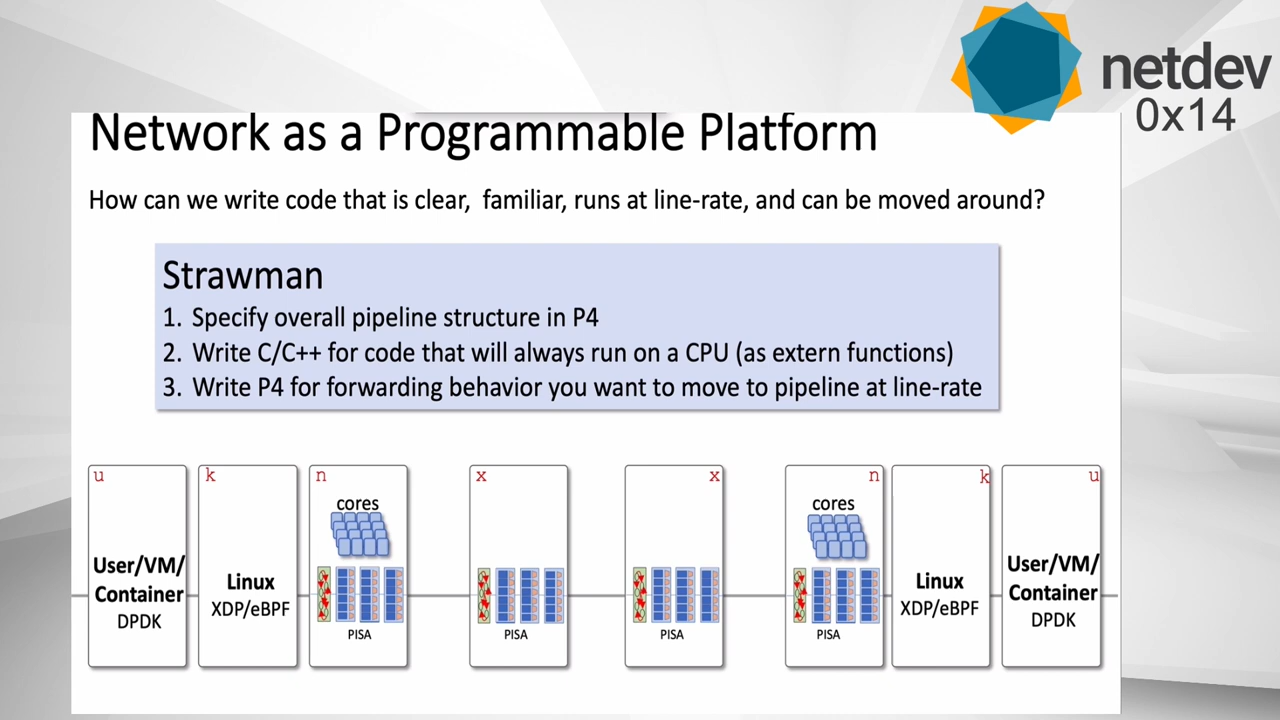 netdev
0x14
Network as a Programmable Platform
How can we write code that is clear, familiar, runs at line-rate, and can be moved around?
Strawman
1. Specify overall pipeline structure in P4
2. Write C/C++ for code that will always run on a CPU (as extern functions)
3. Write P4 for forwarding behavior you want to move to pipeline at line-rate
u
User/VM/
Container
DPDK
k
Linux
XDP/eBPF
n
cores
PISA
x
PISA
x
PISA
n
cores
PISA
k
Linux
XDP/eBPF
u
User/VM/
Container
DPDK